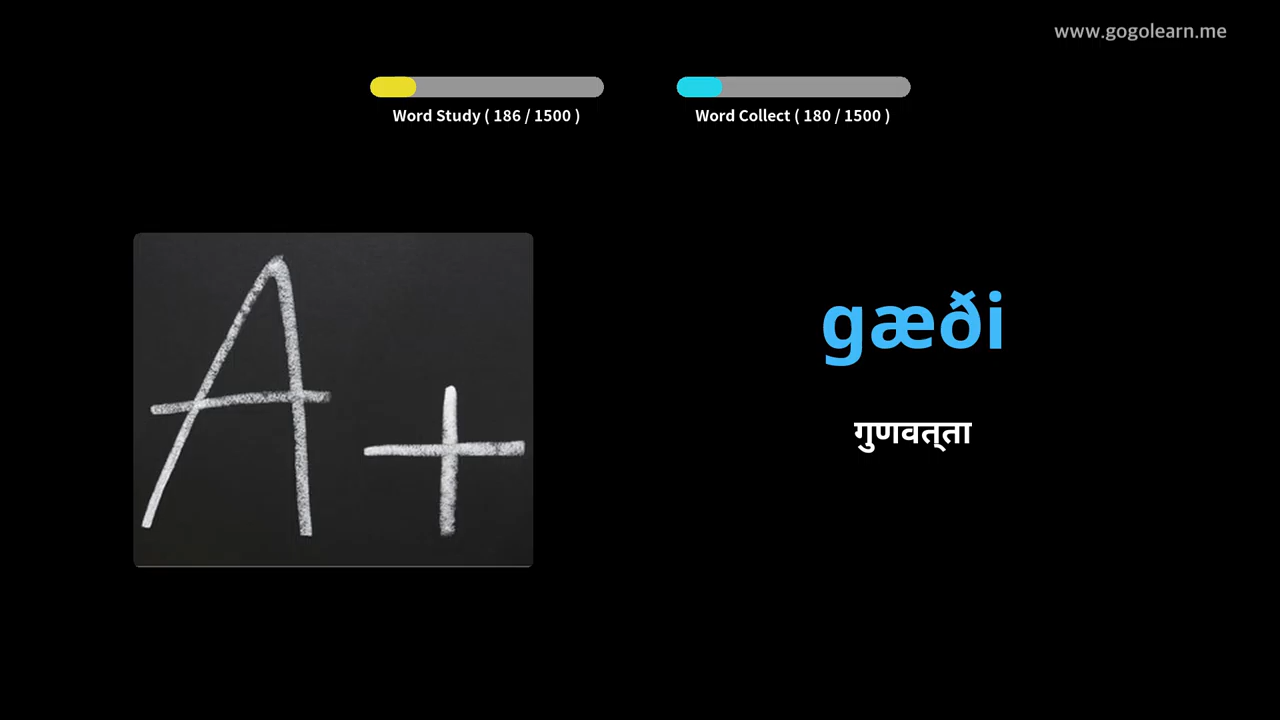 www.gogolearn.me
Word Study ( 186 / 1500 )
Word Collect ( 180 / 1500 )
A+
gæði
गुणवत्ता